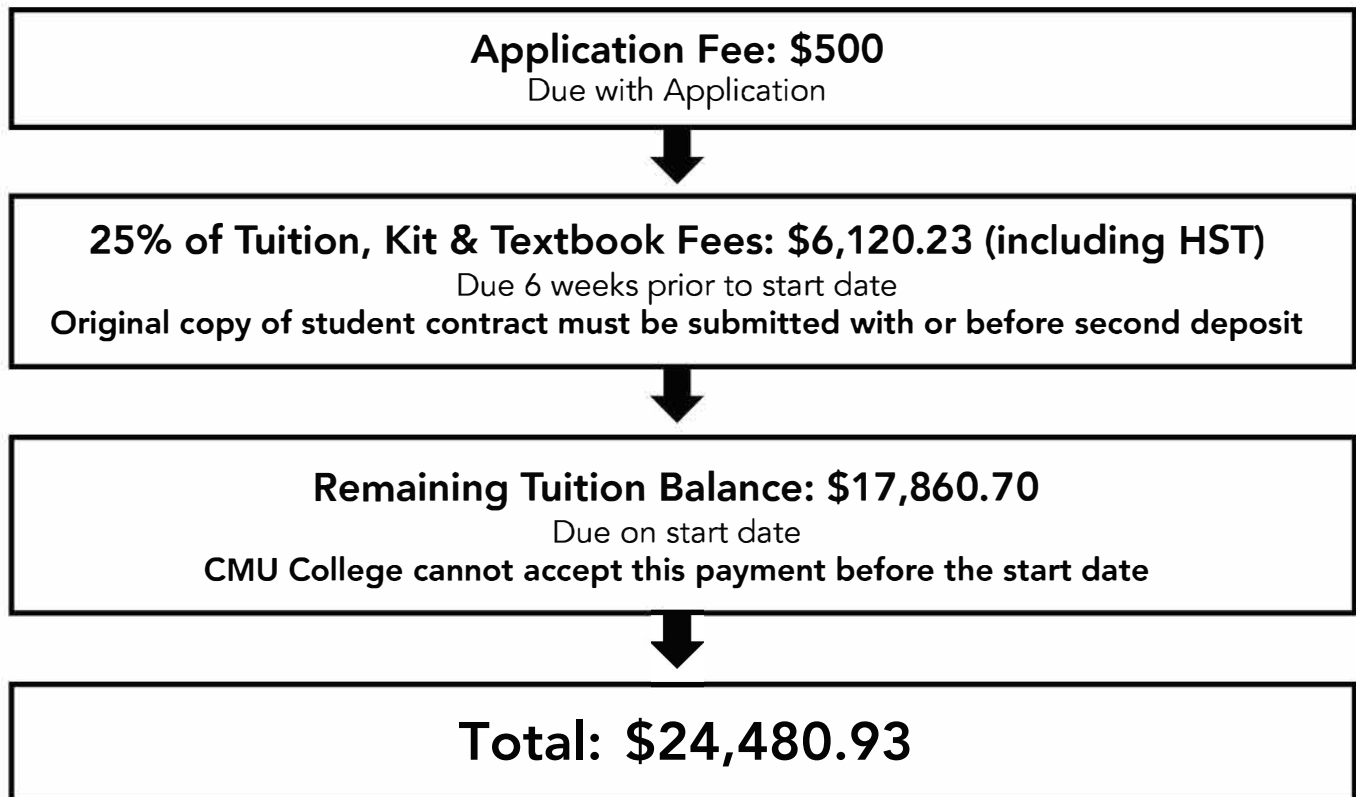 Application Fee: $500
Due with Application
25% of Tuition, Kit & Textbook Fees: $6,120.23 (including HST)
Due 6 weeks prior to start date
Original copy of student contract must be submitted with or before second deposit
Remaining Tuition Balance: $17,860.70
Due on start date
CMU College cannot accept this payment before the start date
Total: $24,480.93